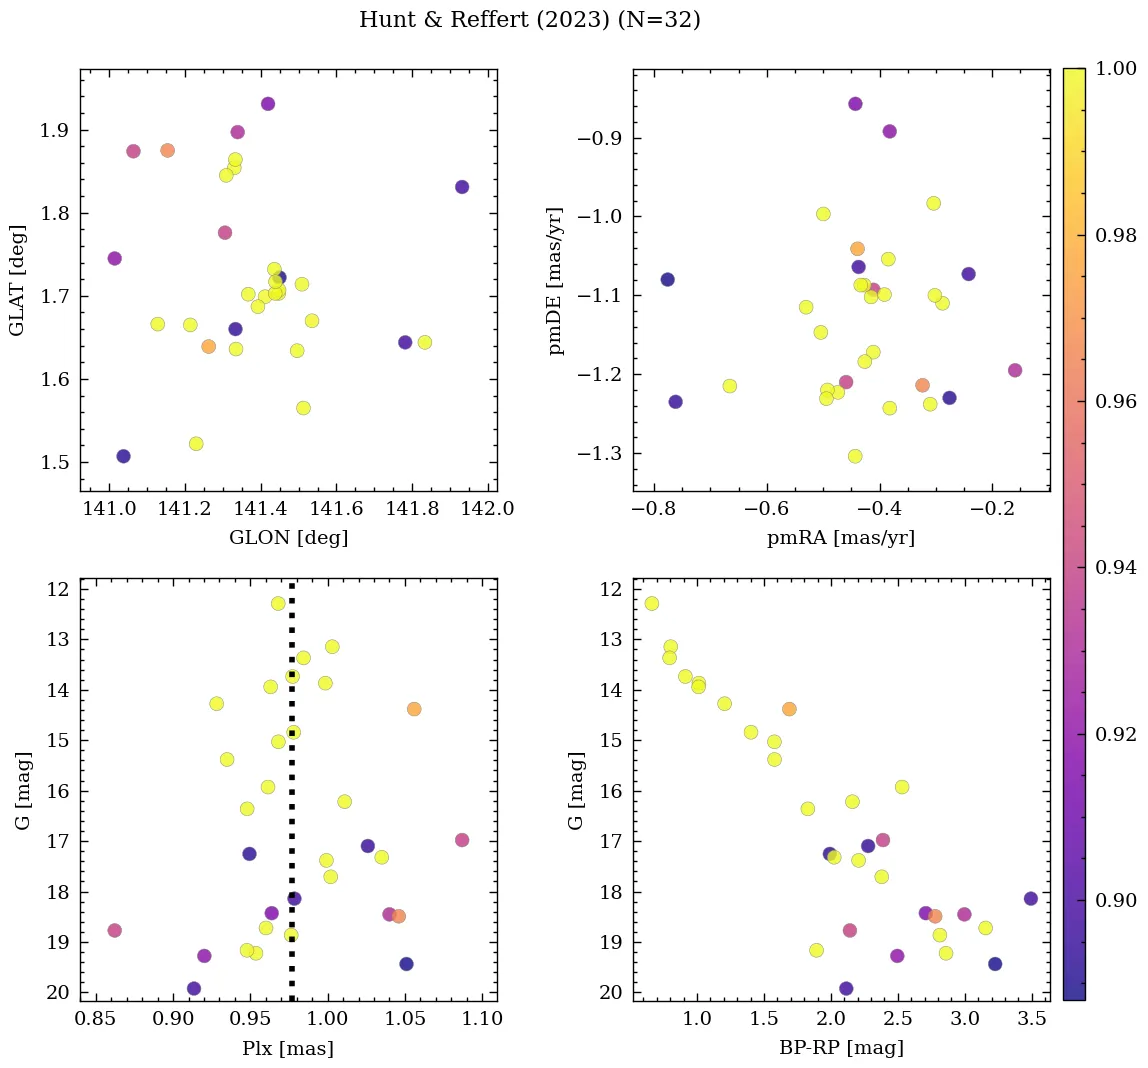 Hunt & Reffert (2023) (N=32)
1.9
1.8
1.7
1.6
1.5
GLAT [deg]
141.0 141.2 141.4 141.6 141.8 142.0
GLON [deg]
−0.9
−1.0
−1.1
−1.2
−1.3
pmDE [mas/yr]
−0.8 −0.6 −0.4 −0.2
pmRA [mas/yr]
12
13
14
15
16
17
18
19
20
G [mag]
0.85 0.90 0.95 1.00 1.05 1.10
Plx [mas]
12
13
14
15
16
17
18
19
20
G [mag]
1.0 1.5 2.0 2.5 3.0 3.5
BP-RP [mag]
1.00
0.98
0.96
0.94
0.92
0.90